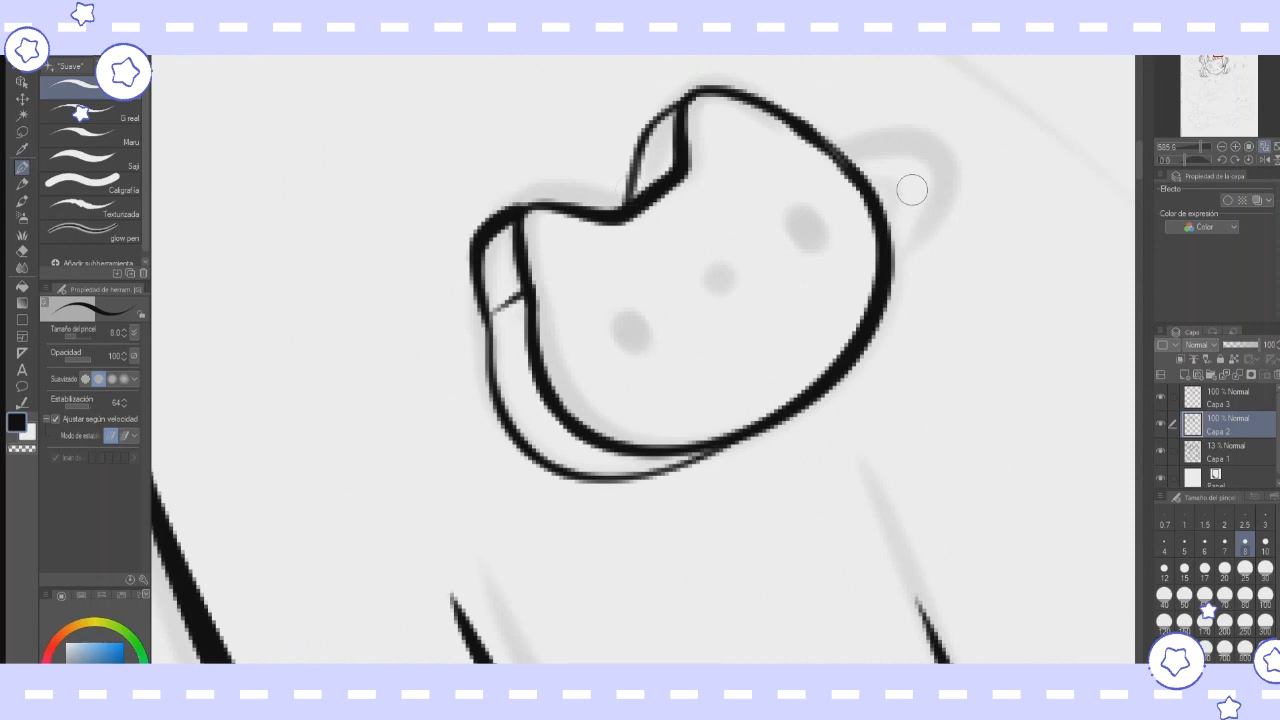 "Suave"
G real
Maru
Saji
Caligrafía
Texturizada
glow pen
Añadir subherramienta
Propiedad de herram
Tamaño del pincel 8.0
Opacidad 100
Suavizado
Estabilización 64
Ajustar según velocidad
Modo de estab
585.6
0.0
Propiedad de la capa
Efecto
Color de expresión
Color
Capa
Normal 100
100 % Normal
Capa 3
100 % Normal
Capa 2
13 % Normal
Capa 1
Papel
Tamaño del pincel
0.7 1 1.5 2 2.5 3
4 5 6 7 8 10
12 15 17 20 25 30
40 50 70 80 100
120 170 200 250 300
700